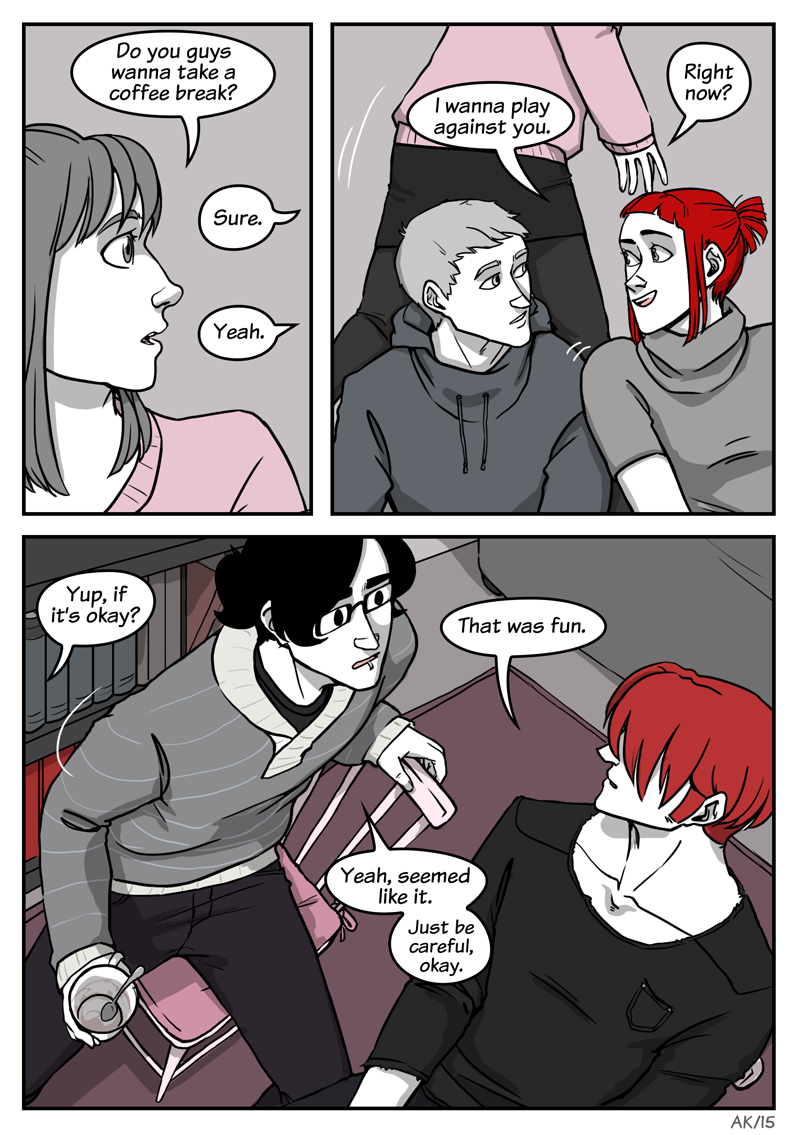 Do you guys
wanna take a
coffee break?
Sure.
Yeah.
I wanna play
against you.
Right
now?
Yup, if
it's okay?
That was fun.
Yeah, seemed
like it.
Just be
careful,
okay.
AK/15